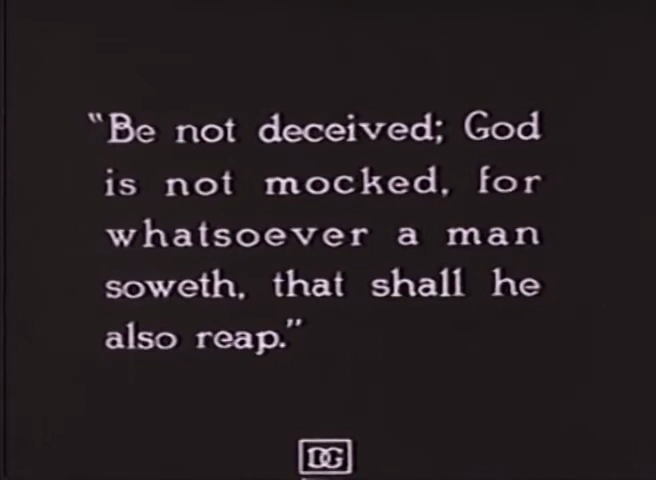 "Be not deceived; God
is not mocked, for
whatsoever a man
soweth, that shall he
also reap."
DG